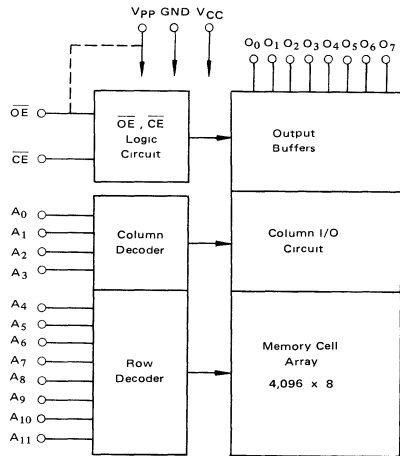 VPP GND VCC
O0 O1 O2 O3 O4 O5 O6 O7
OE
CE
OE , CE
Logic
Circuit
Output
Buffers
A0
A1
A2
A3
Column
Decoder
Column I/O
Circuit
A4
A5
A6
A7
A8
A9
A10
A11
Row
Decoder
Memory Cell
Array
4,096 x 8